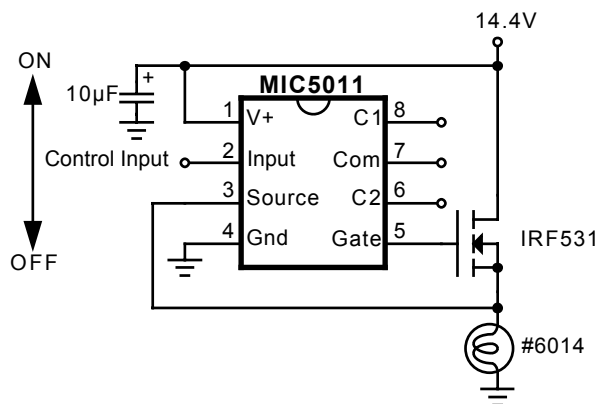 14.4V
ON
MIC5011
10µF
+
1 V+ C1 8
Control Input 2 Input Com 7
3 Source C2 6
4 Gnd Gate 5
IRF531
OFF
#6014